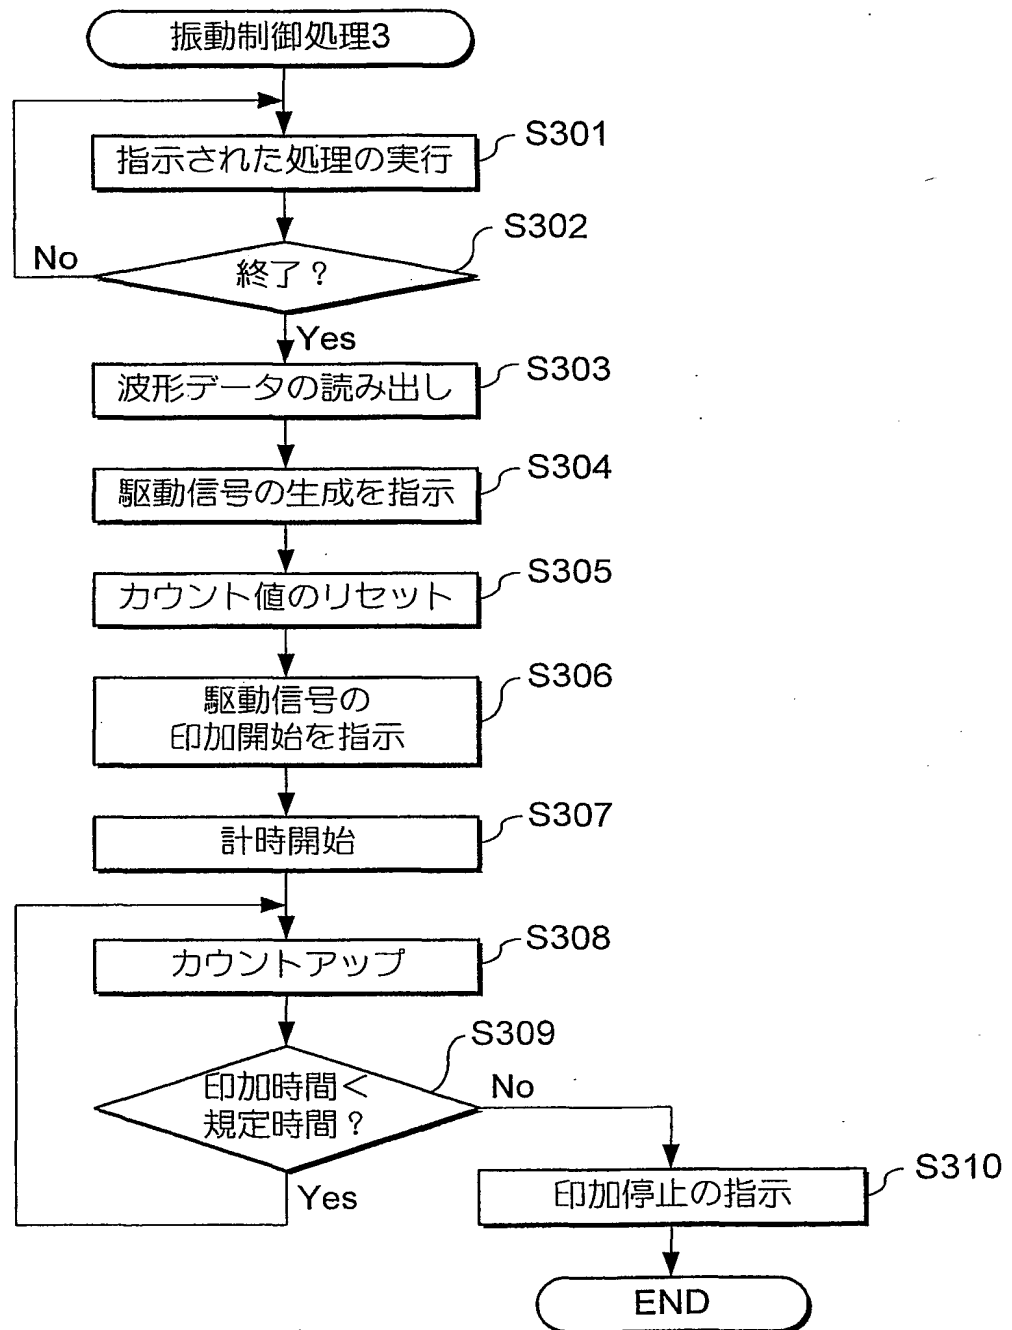 振動制御処理3
指示された処理の実行
S301
終了？
S302
No
Yes
波形データの読み出し
S303
駆動信号の生成を指示
S304
カウント値のリセット
S305
駆動信号の
印加開始を指示
S306
計時開始
S307
カウントアップ
S308
印加時間＜
規定時間？
S309
No
Yes
印加停止の指示
S310
END